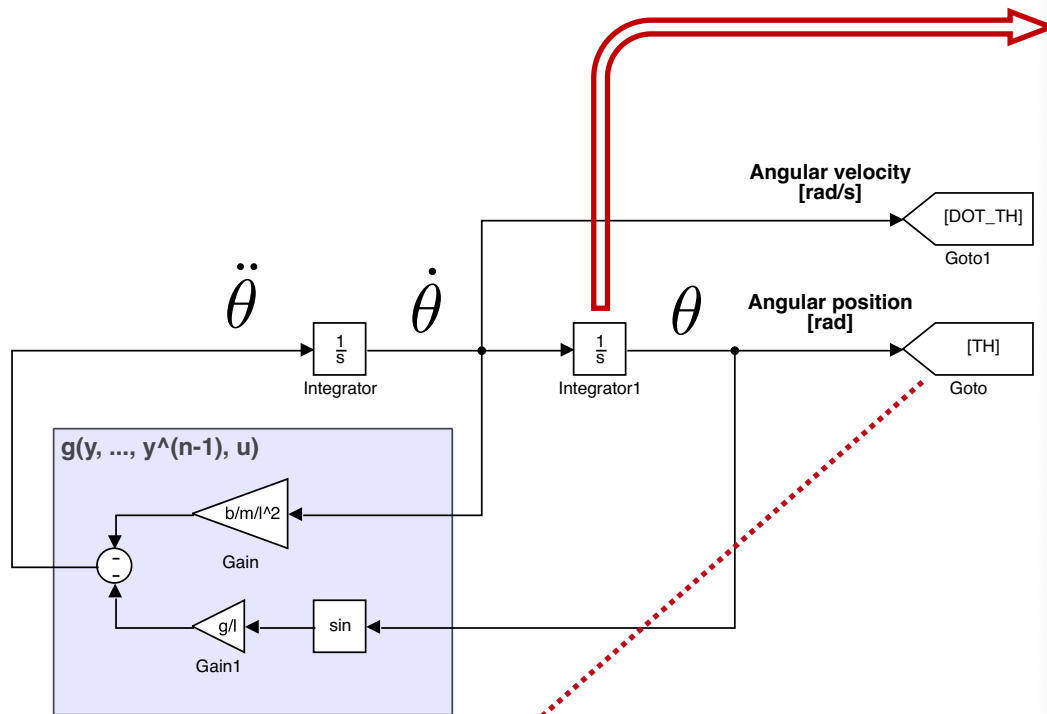 Angular velocity
[rad/s]
[DOT_TH]
Goto1
θ̈
θ̇
θ
Angular position
[rad]
1
s
Integrator
1
s
Integrator1
[TH]
Goto
g(y, ..., y^(n-1), u)
b/m/l^2
Gain
-
-
g/l
Gain1
sin